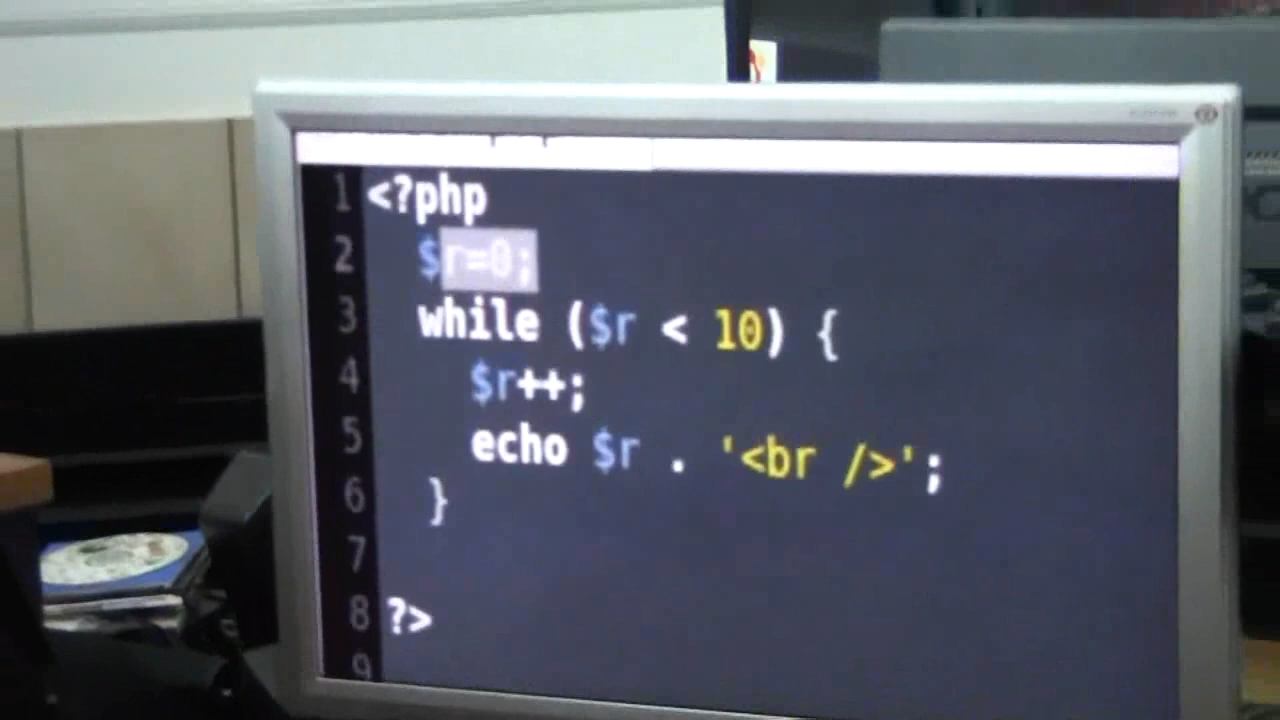 1 <?php
2 $r=0;
3 while ($r < 10) {
4 $r++;
5 echo $r . '<br />';
6 }
7
8 ?>
9